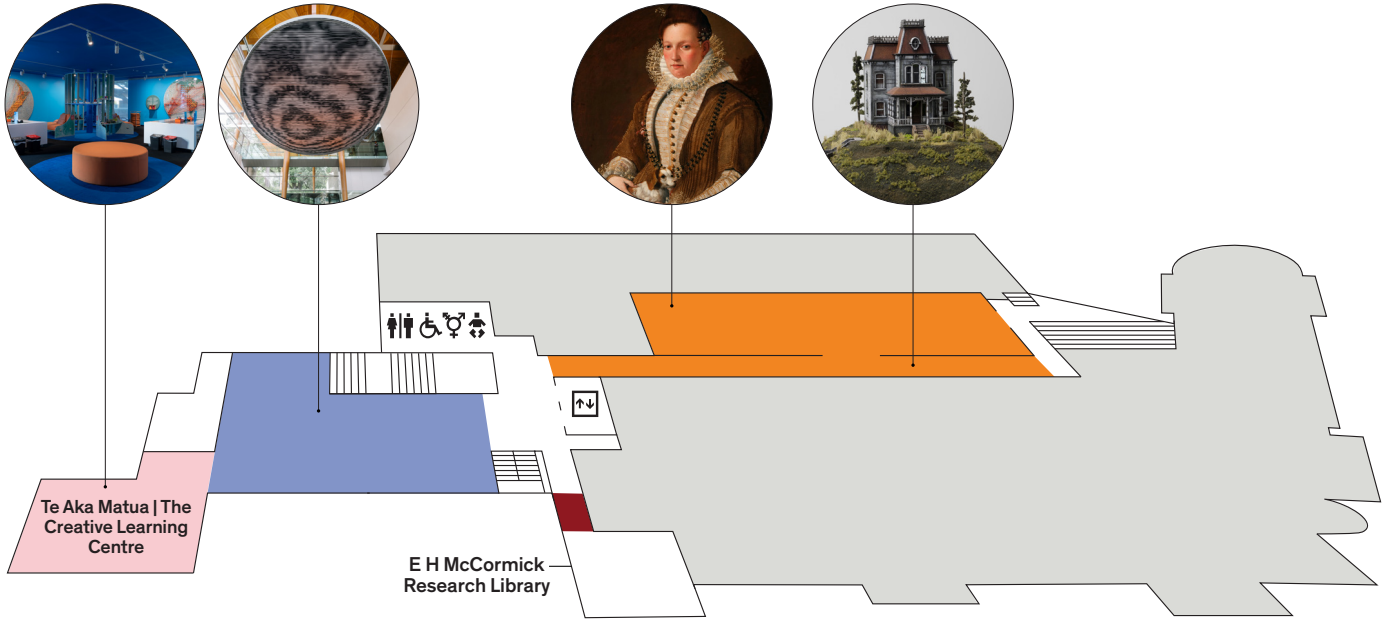 Te Aka Matua | The
Creative Learning
Centre
E H McCormick
Research Library